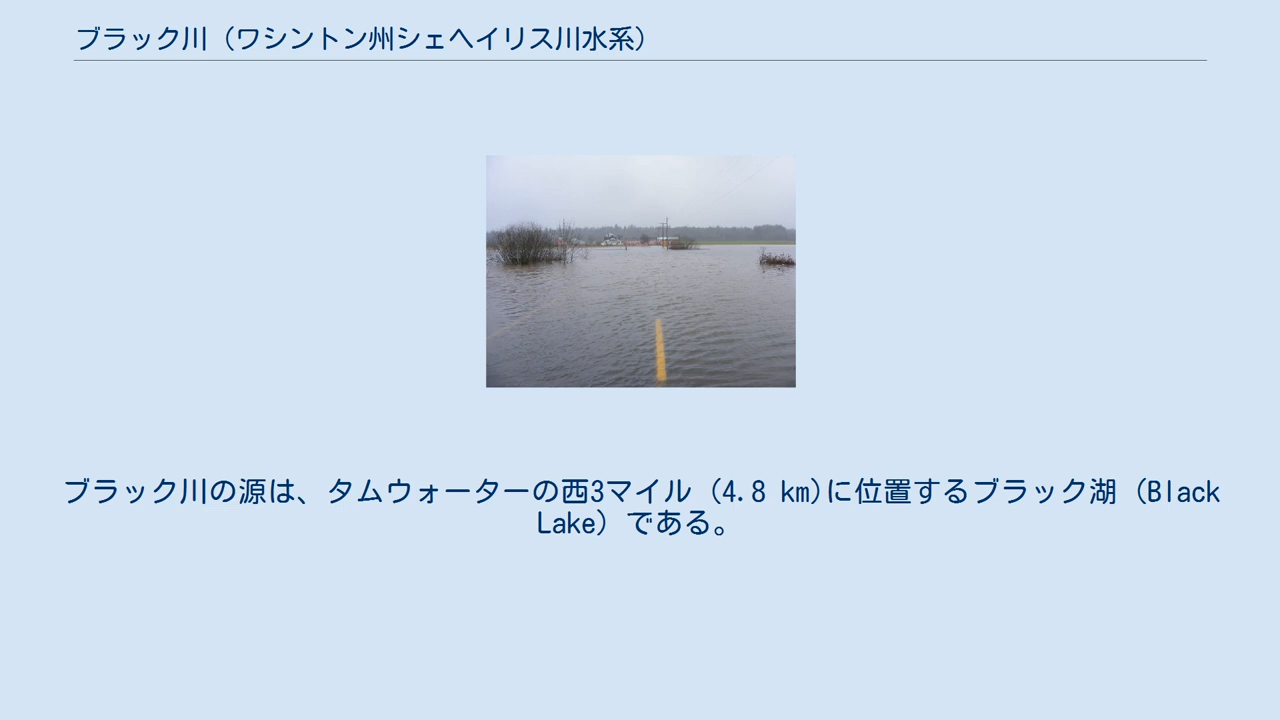 ブラック川（ワシントン州シェヘイリス川水系）
ブラック川の源は、タムウォーターの西3マイル (4.8 km)に位置するブラック湖（Black
Lake）である。